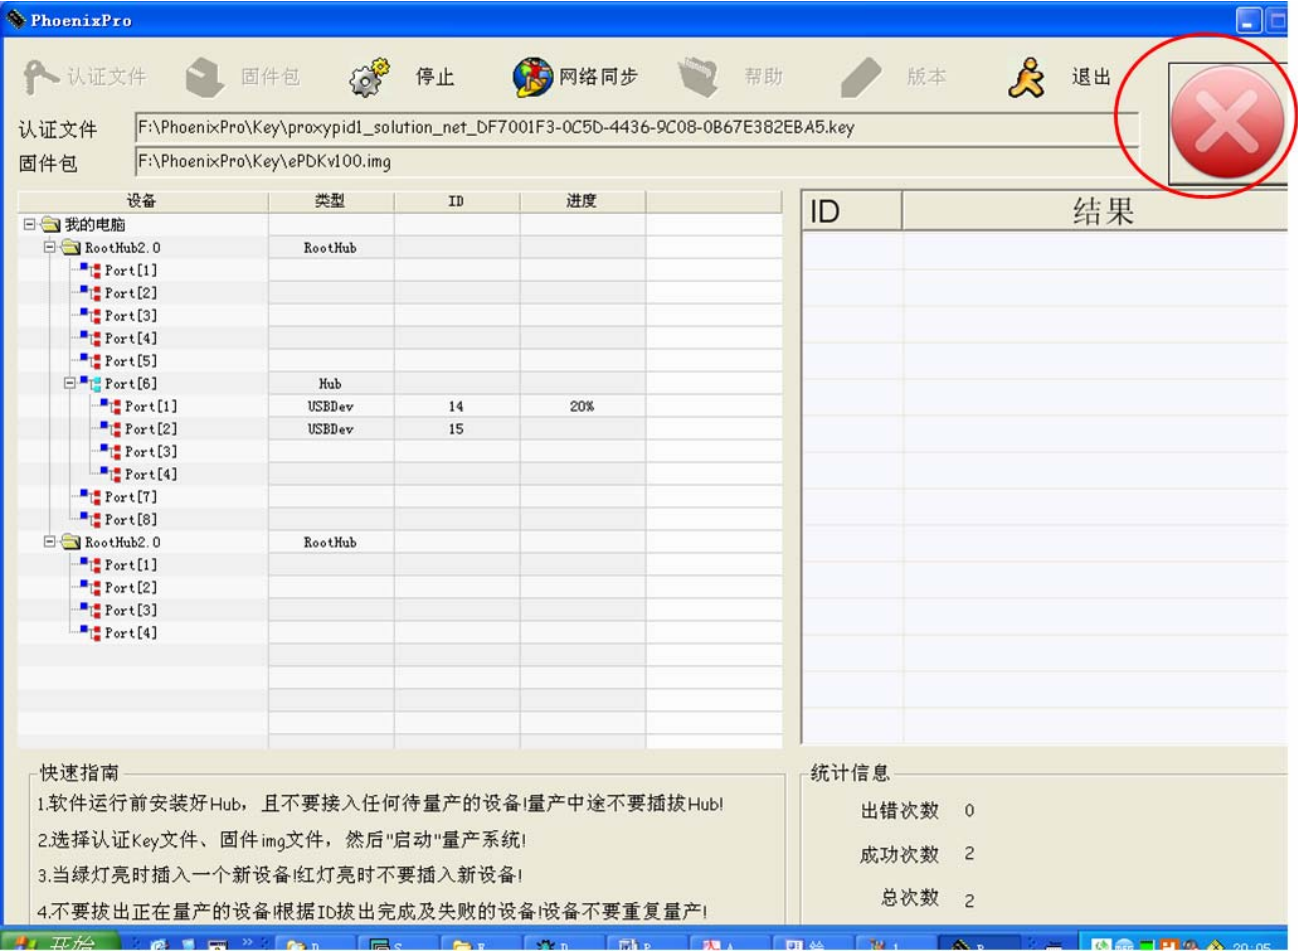 PhoenixPro
认证文件 固件包 停止 网络同步 帮助 版本 退出
认证文件 F:\PhoenixPro\Key\proxypid1_solution_net_DF7001F3-0C5D-4436-9C08-0B67E382EBA5.key
固件包 F:\PhoenixPro\Key\ePDKv100.img
设备 类型 ID 进度
我的电脑
RootHub2.0 RootHub
Port[1]
Port[2]
Port[3]
Port[4]
Port[5]
Port[6] Hub
Port[1] USBDev 14 20%
Port[2] USBDev 15
Port[3]
Port[4]
Port[7]
Port[8]
RootHub2.0 RootHub
Port[1]
Port[2]
Port[3]
Port[4]
ID 结果
快速指南
1.软件运行前安装好Hub，且不要接入任何待量产的设备!量产中途不要插拔Hub!
2.选择认证Key文件、固件img文件，然后"启动"量产系统!
3.当绿灯亮时插入一个新设备!红灯亮时不要插入新设备!
4.不要拔出正在量产的设备!根据ID拔出完成及失败的设备!设备不要重复量产!
统计信息
出错次数 0
成功次数 2
总次数 2
开始
20:05